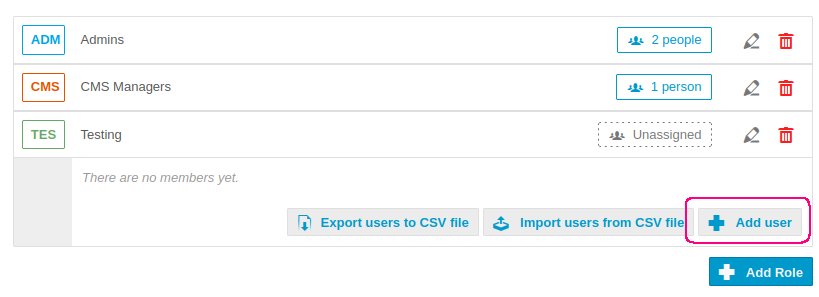 ADM Admins 2 people
CMS CMS Managers 1 person
TES Testing Unassigned
There are no members yet.
Export users to CSV file Import users from CSV file Add user
Add Role